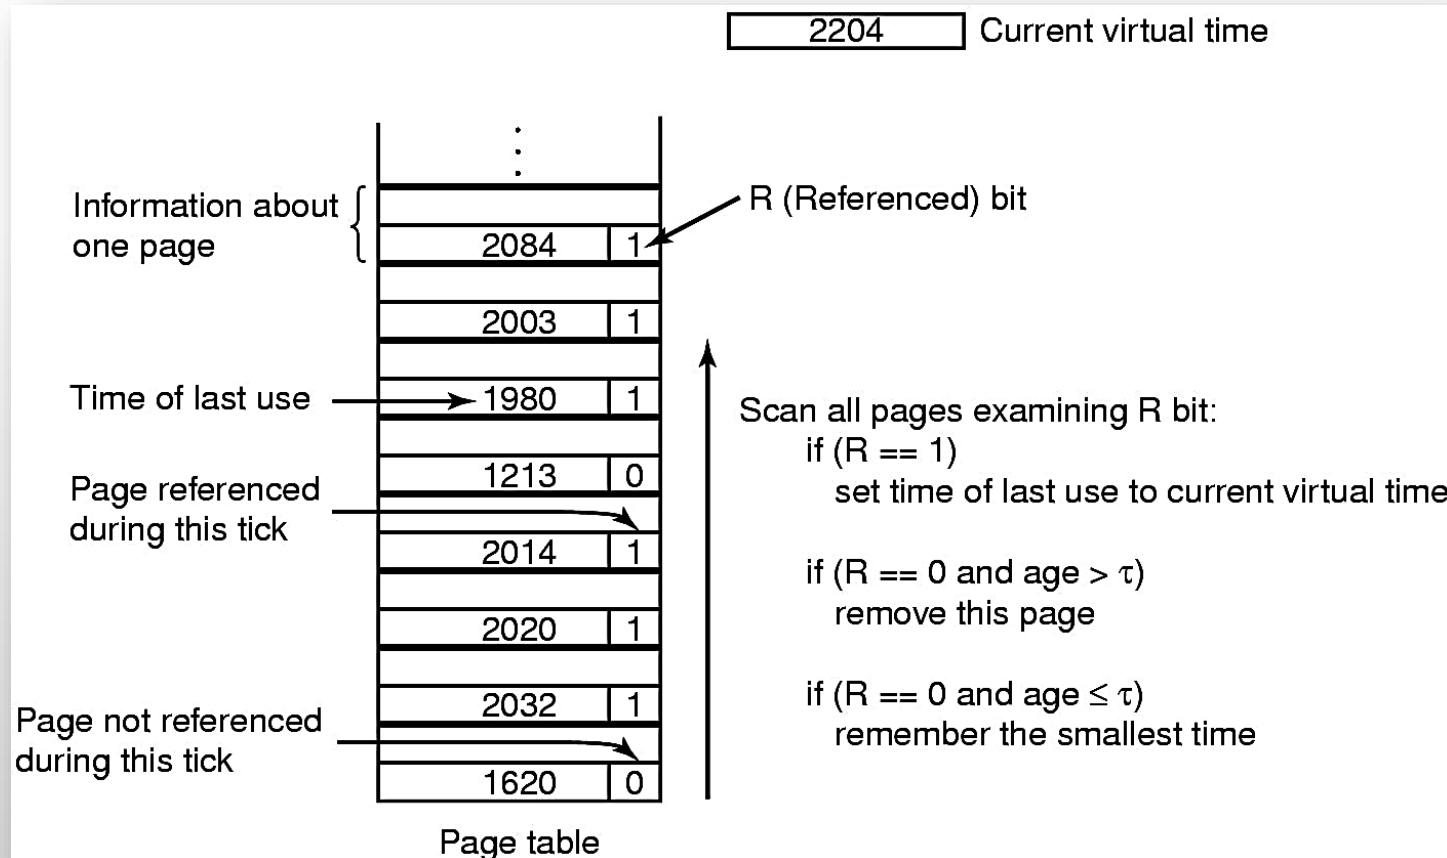 2204 Current virtual time
Information about
one page
R (Referenced) bit
2084 1
2003 1
Time of last use
1980 1
1213 0
Page referenced
during this tick
2014 1
2020 1
2032 1
Page not referenced
during this tick
1620 0
Page table
Scan all pages examining R bit:
if (R == 1)
set time of last use to current virtual time
if (R == 0 and age > τ)
remove this page
if (R == 0 and age ≤ τ)
remember the smallest time